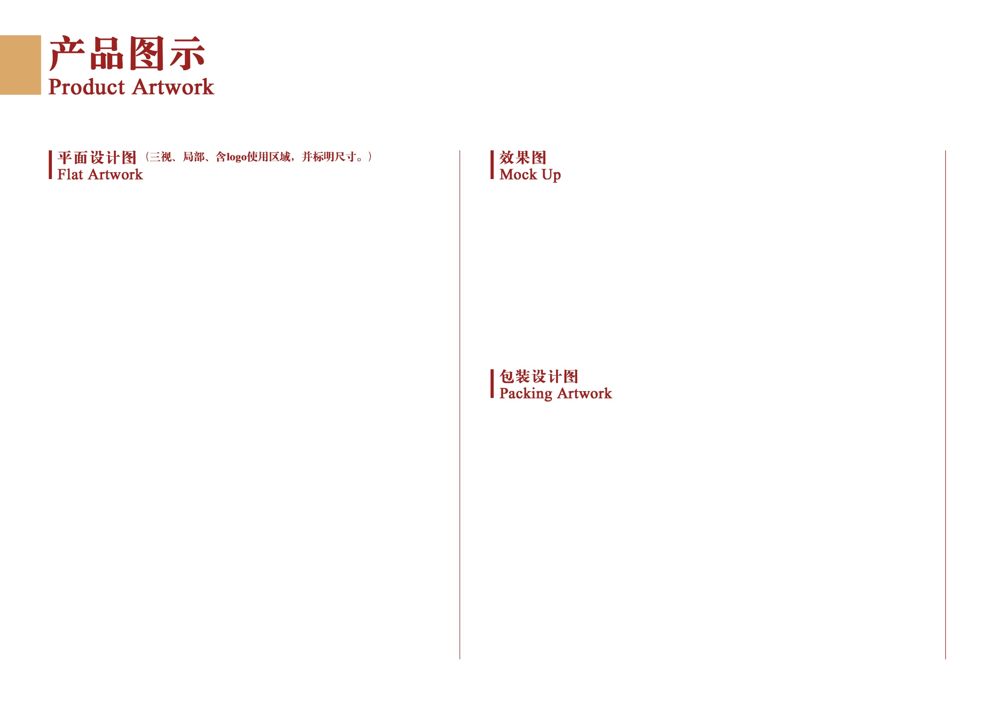 产品图示
Product Artwork
平面设计图（三视、局部、含logo使用区域，并标明尺寸。）
Flat Artwork
效果图
Mock Up
包装设计图
Packing Artwork